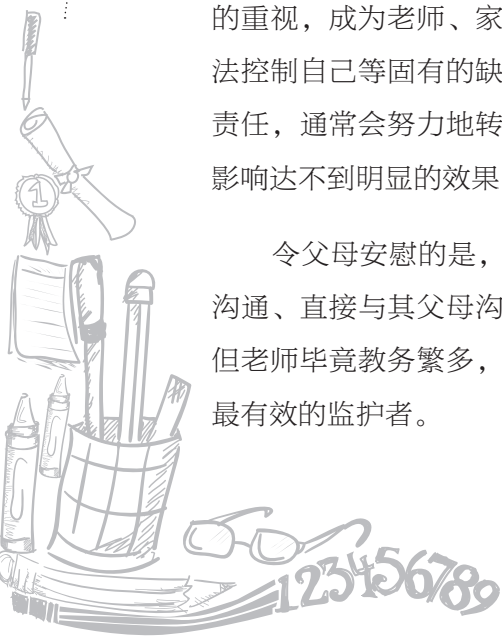 的重视，成为老师、家
法控制自己等固有的缺
责任，通常会努力地转
影响达不到明显的效果
令父母安慰的是，
沟通、直接与其父母沟
但老师毕竟教务繁多，
最有效的监护者。
1
123456789